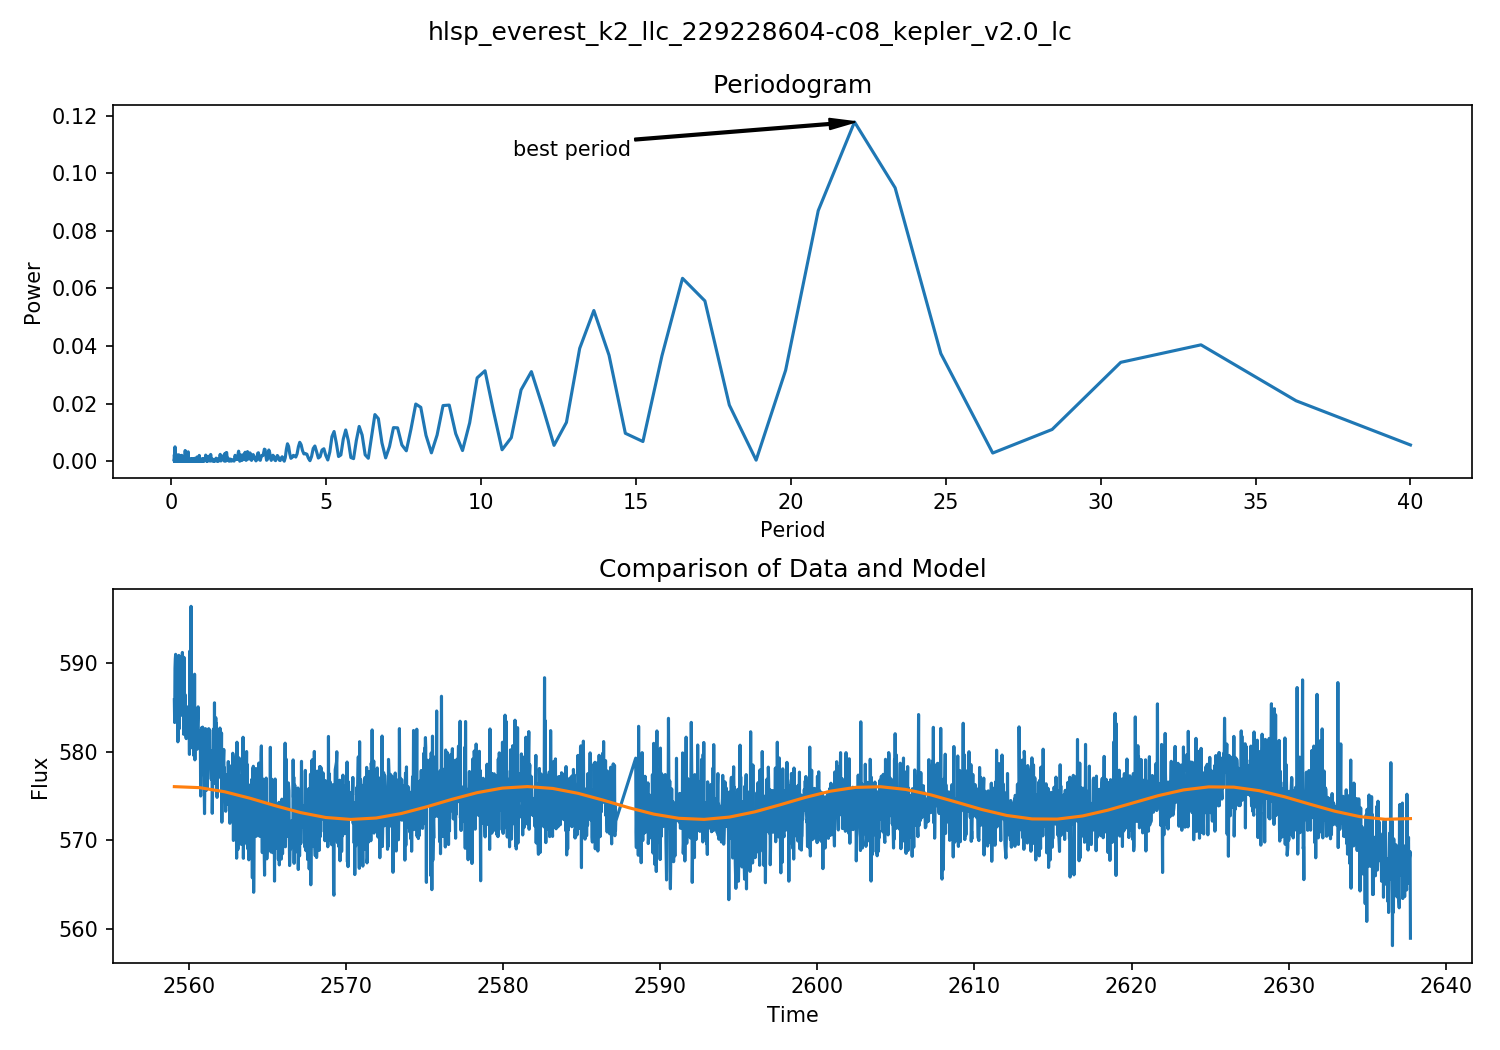 hlsp_everest_k2_llc_229228604-c08_kepler_v2.0_lc
Periodogram
0.12
0.10
0.08
0.06
0.04
0.02
0.00
Power
best period
0 5 10 15 20 25 30 35 40
Period
Comparison of Data and Model
590
580
570
560
Flux
2560 2570 2580 2590 2600 2610 2620 2630 2640
Time